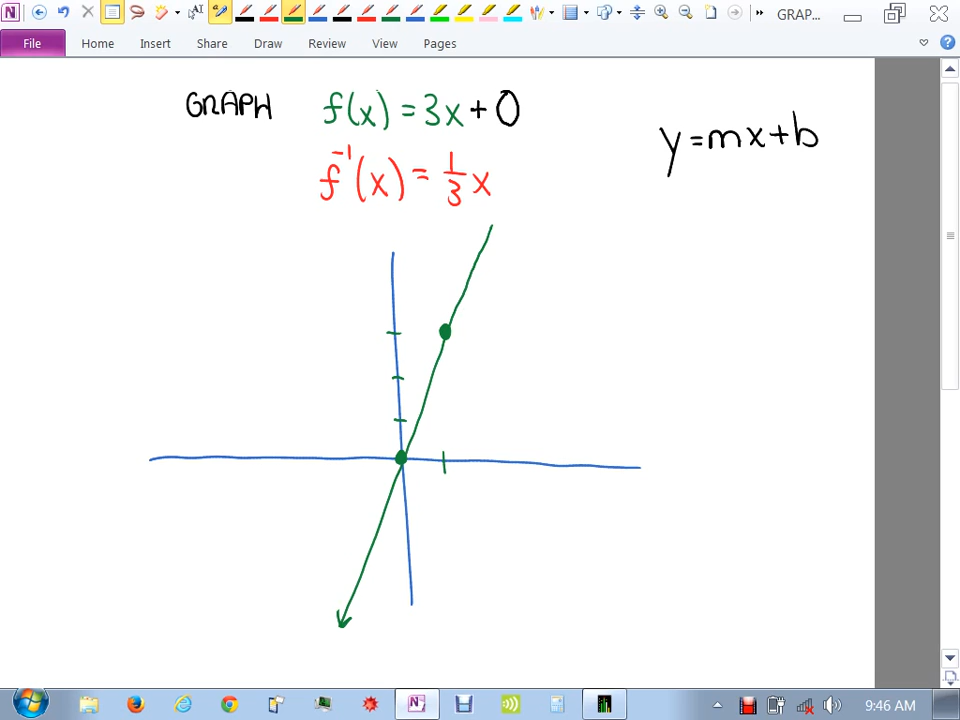 GRAP...
File Home Insert Share Draw Review View Pages
GRAPH f(x) = 3x + 0
y = mx + b
f⁻¹(x) = 1/3 x
9:46 AM